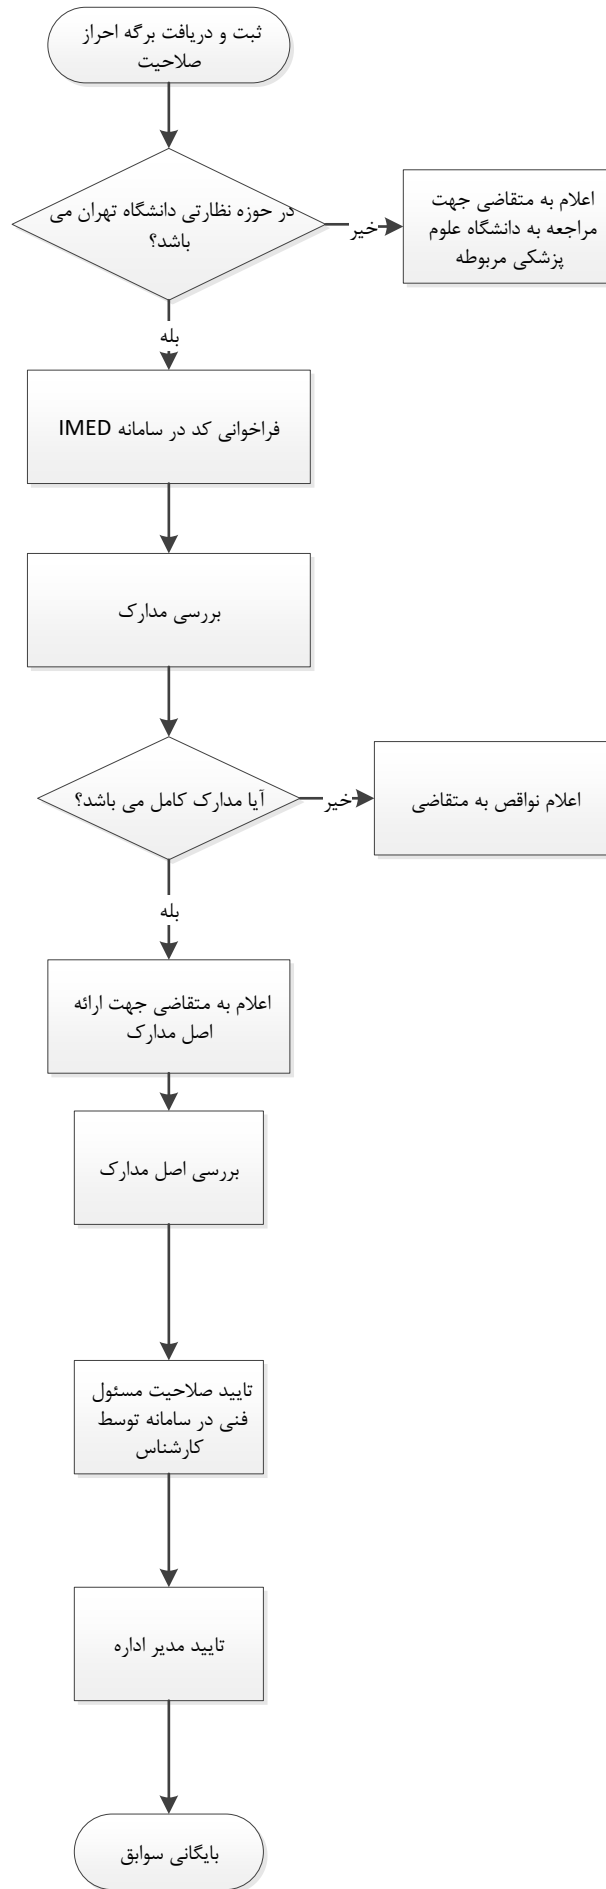 ثبت و دریافت برگه احراز
صلاحیت
در حوزه نظارتی دانشگاه تهران می
باشد؟
خیر
اعلام به متقاضی جهت
مراجعه به دانشگاه علوم
پزشکی مربوطه
بله
فراخوانی کد در سامانه IMED
بررسی مدارک
آیا مدارک کامل می باشد؟
خیر
اعلام نواقص به متقاضی
بله
اعلام به متقاضی جهت ارائه
اصل مدارک
بررسی اصل مدارک
تایید صلاحیت مسئول
فنی در سامانه توسط
کارشناس
تایید مدیر اداره
بایگانی سوابق